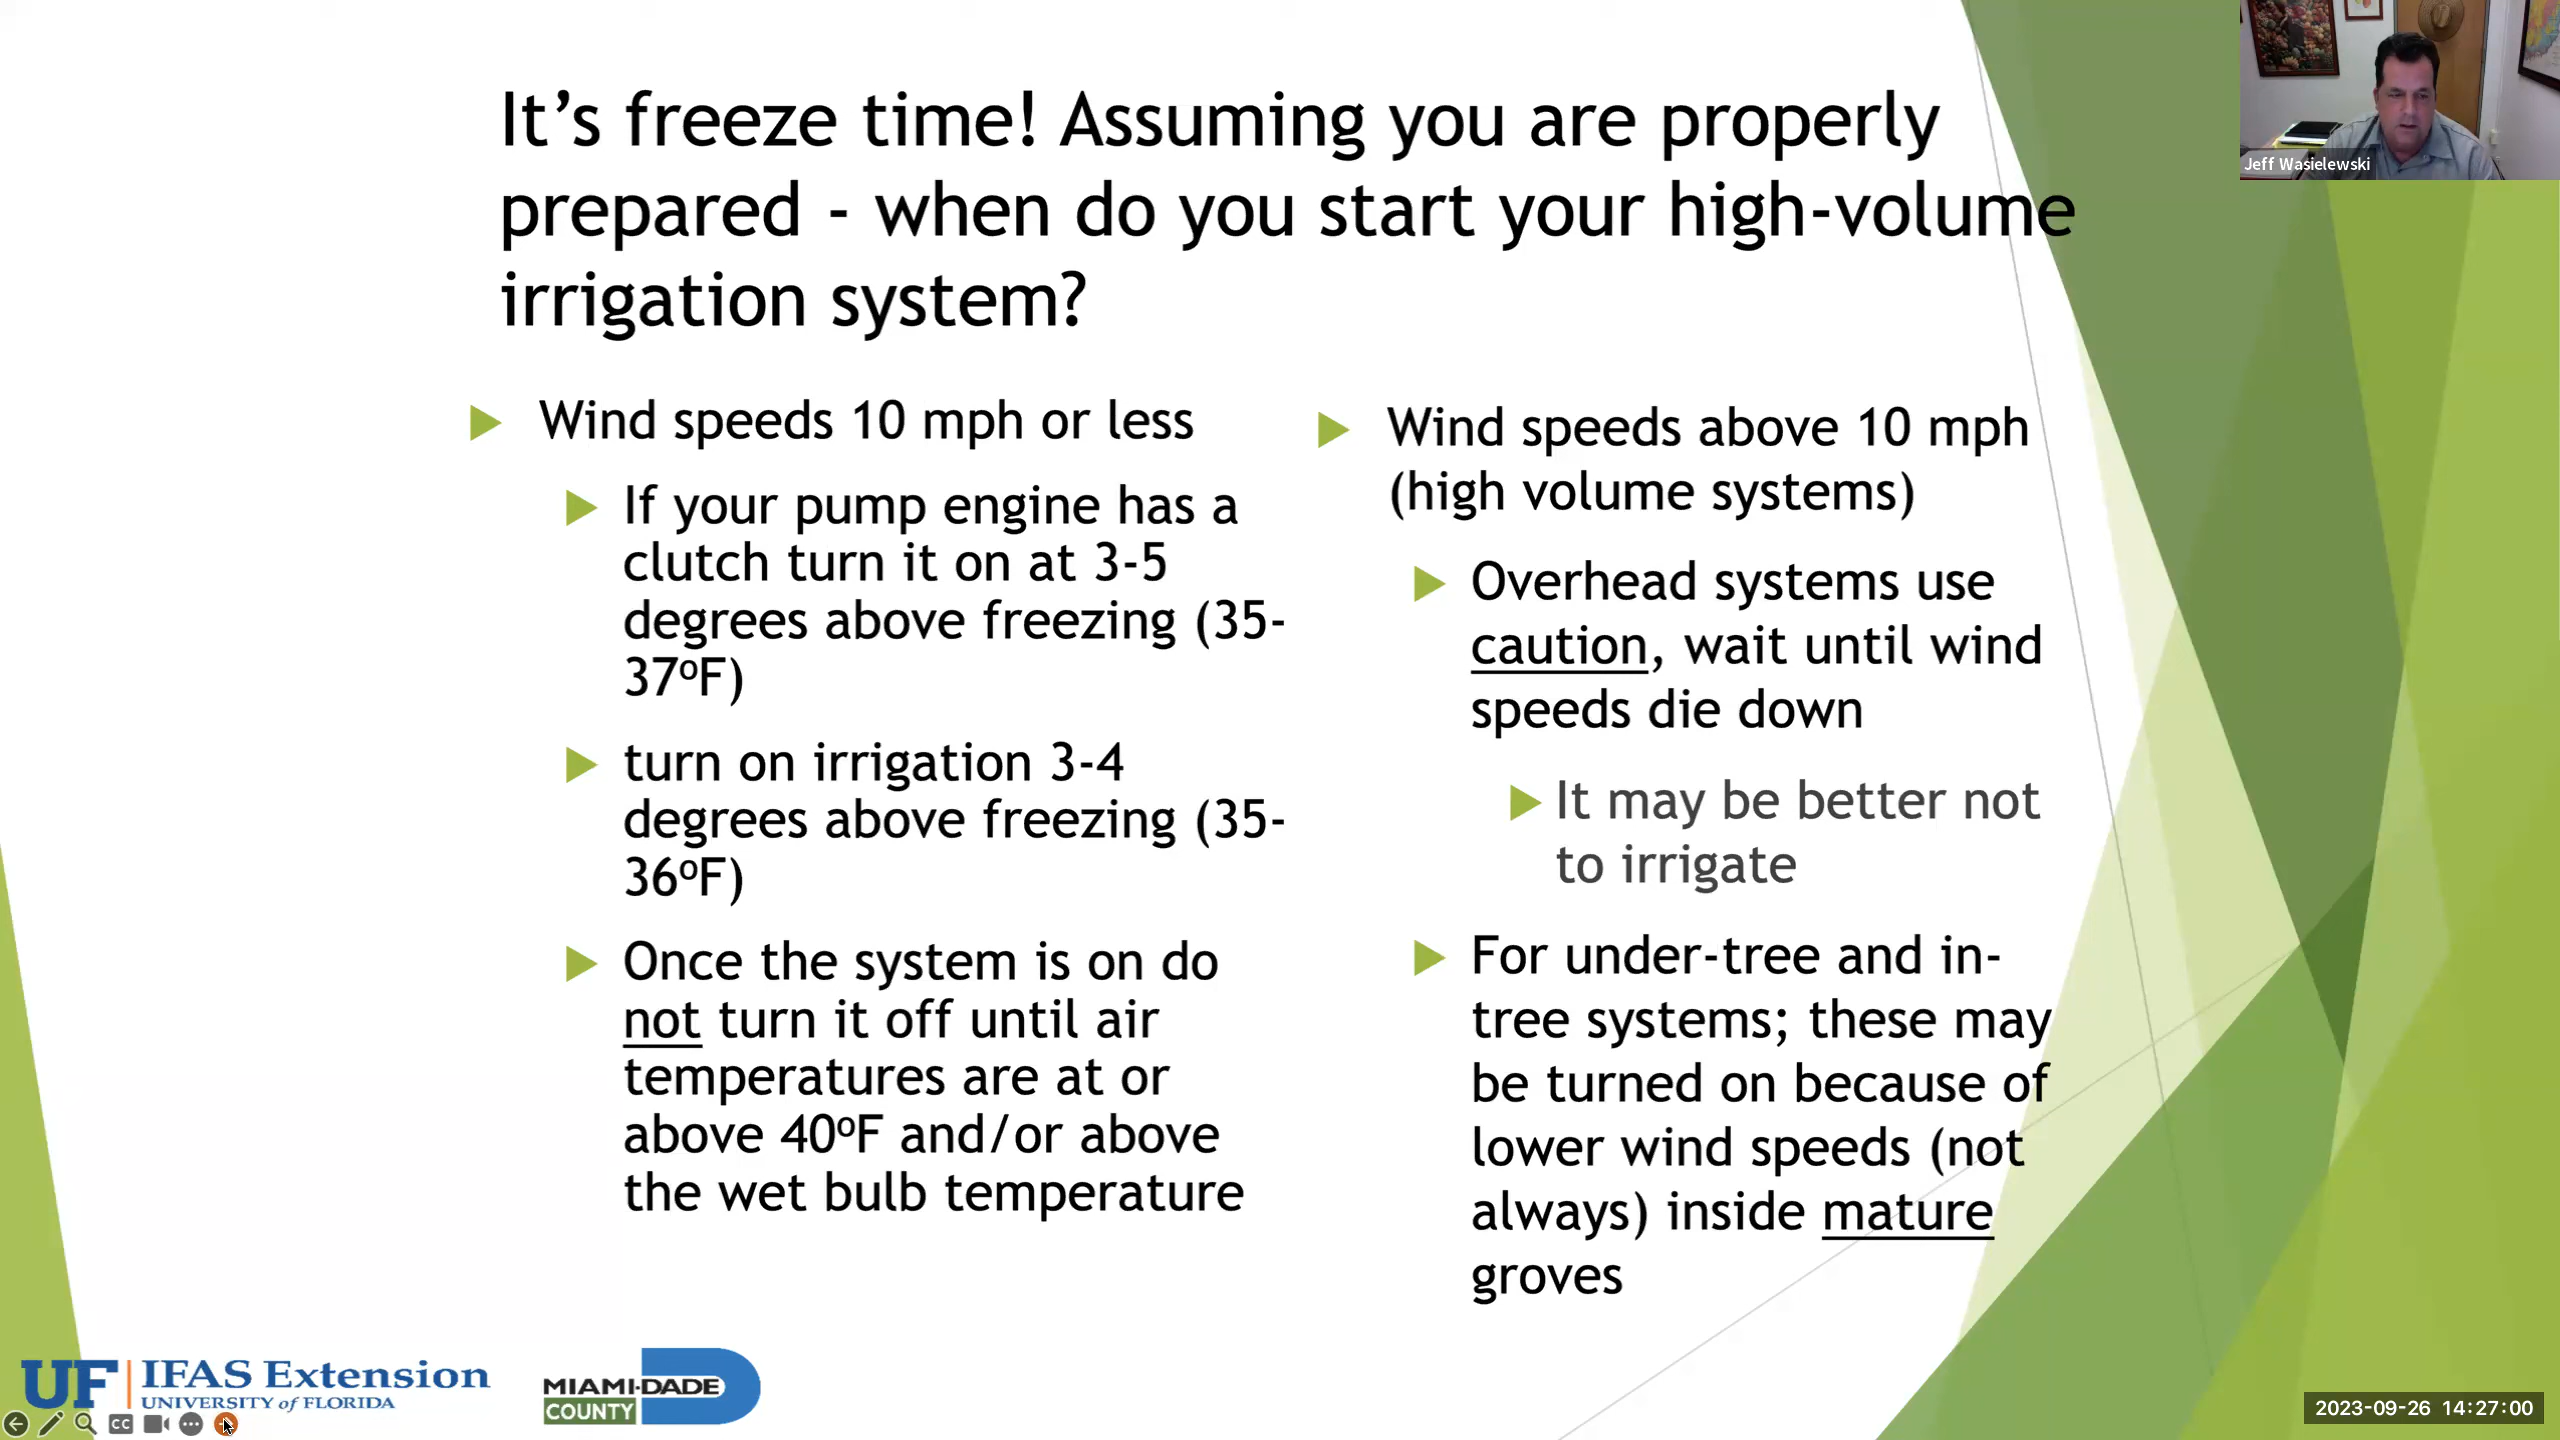 It’s freeze time! Assuming you are properly
prepared - when do you start your high-volume
irrigation system?
Wind speeds 10 mph or less
If your pump engine has a
clutch turn it on at 3-5
degrees above freezing (35-
37ºF)
turn on irrigation 3-4
degrees above freezing (35-
36ºF)
Once the system is on do
not turn it off until air
temperatures are at or
above 40ºF and/or above
the wet bulb temperature
Wind speeds above 10 mph
(high volume systems)
Overhead systems use
caution, wait until wind
speeds die down
It may be better not
to irrigate
For under-tree and in-
tree systems; these may
be turned on because of
lower wind speeds (not
always) inside mature
groves
Jeff Wasielewski
UF IFAS Extension
UNIVERSITY of FLORIDA
MIAMI-DADE
COUNTY
CC
2023-09-26 14:27:00